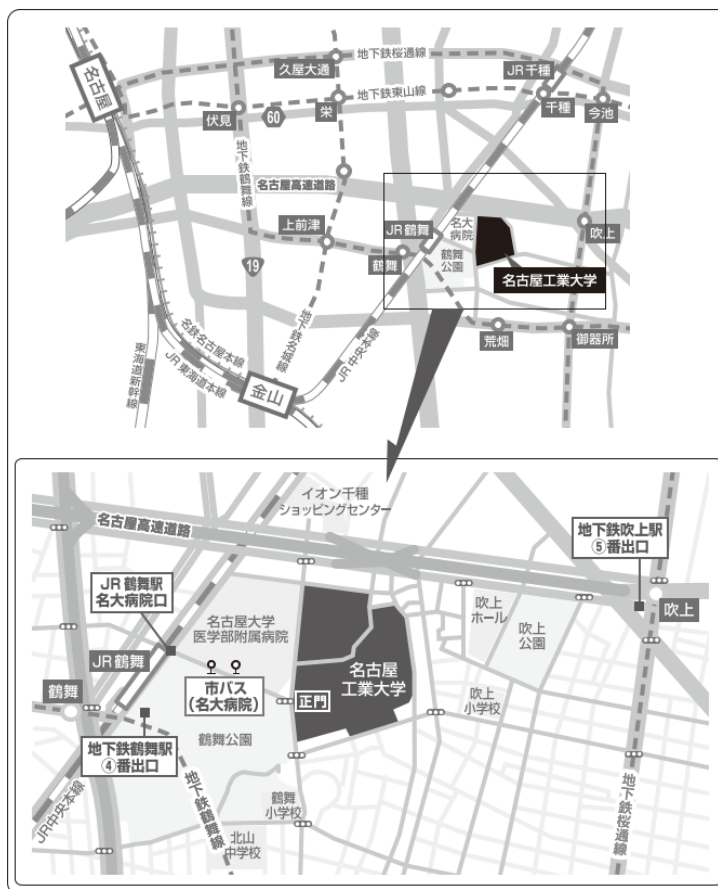 地下鉄桜通線
久屋大通
JR千種
名古屋
地下鉄東山線
伏見
60
栄
千種
今池
地下鉄鶴舞線
名古屋高速道路
上前津
JR鶴舞
名大
病院
吹上
鶴舞
鶴舞
公園
名古屋工業大学
19
地下鉄名城線
JR中央本線
荒畑
御器所
名鉄名古屋本線
JR東海道本線
東海道新幹線
金山
イオン千種
ショッピングセンター
名古屋高速道路
地下鉄吹上駅
⑤番出口
JR鶴舞駅
名大病院口
名古屋大学
医学部附属病院
吹上
ホール
吹上
公園
吹上
JR鶴舞
名古屋
工業大学
鶴舞
市バス
(名大病院)
正門
吹上
小学校
地下鉄鶴舞駅
④番出口
鶴舞公園
地下鉄鶴舞線
鶴舞
小学校
JR中央本線
北山
中学校
地下鉄桜通線